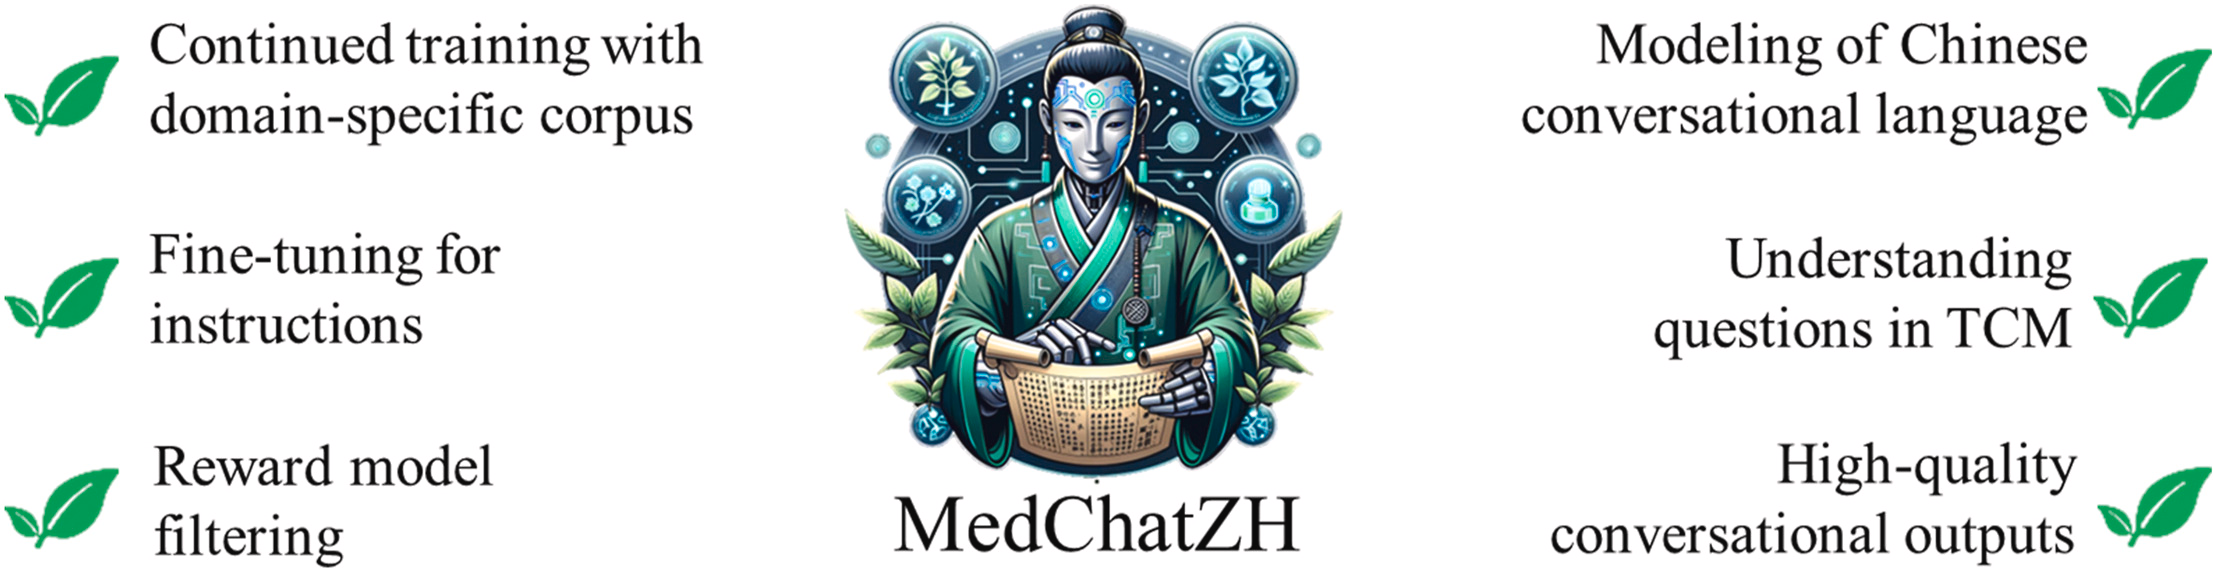 Continued training with
domain-specific corpus
Fine-tuning for
instructions
Reward model
filtering
MedChatZH
Modeling of Chinese
conversational language
Understanding
questions in TCM
High-quality
conversational outputs